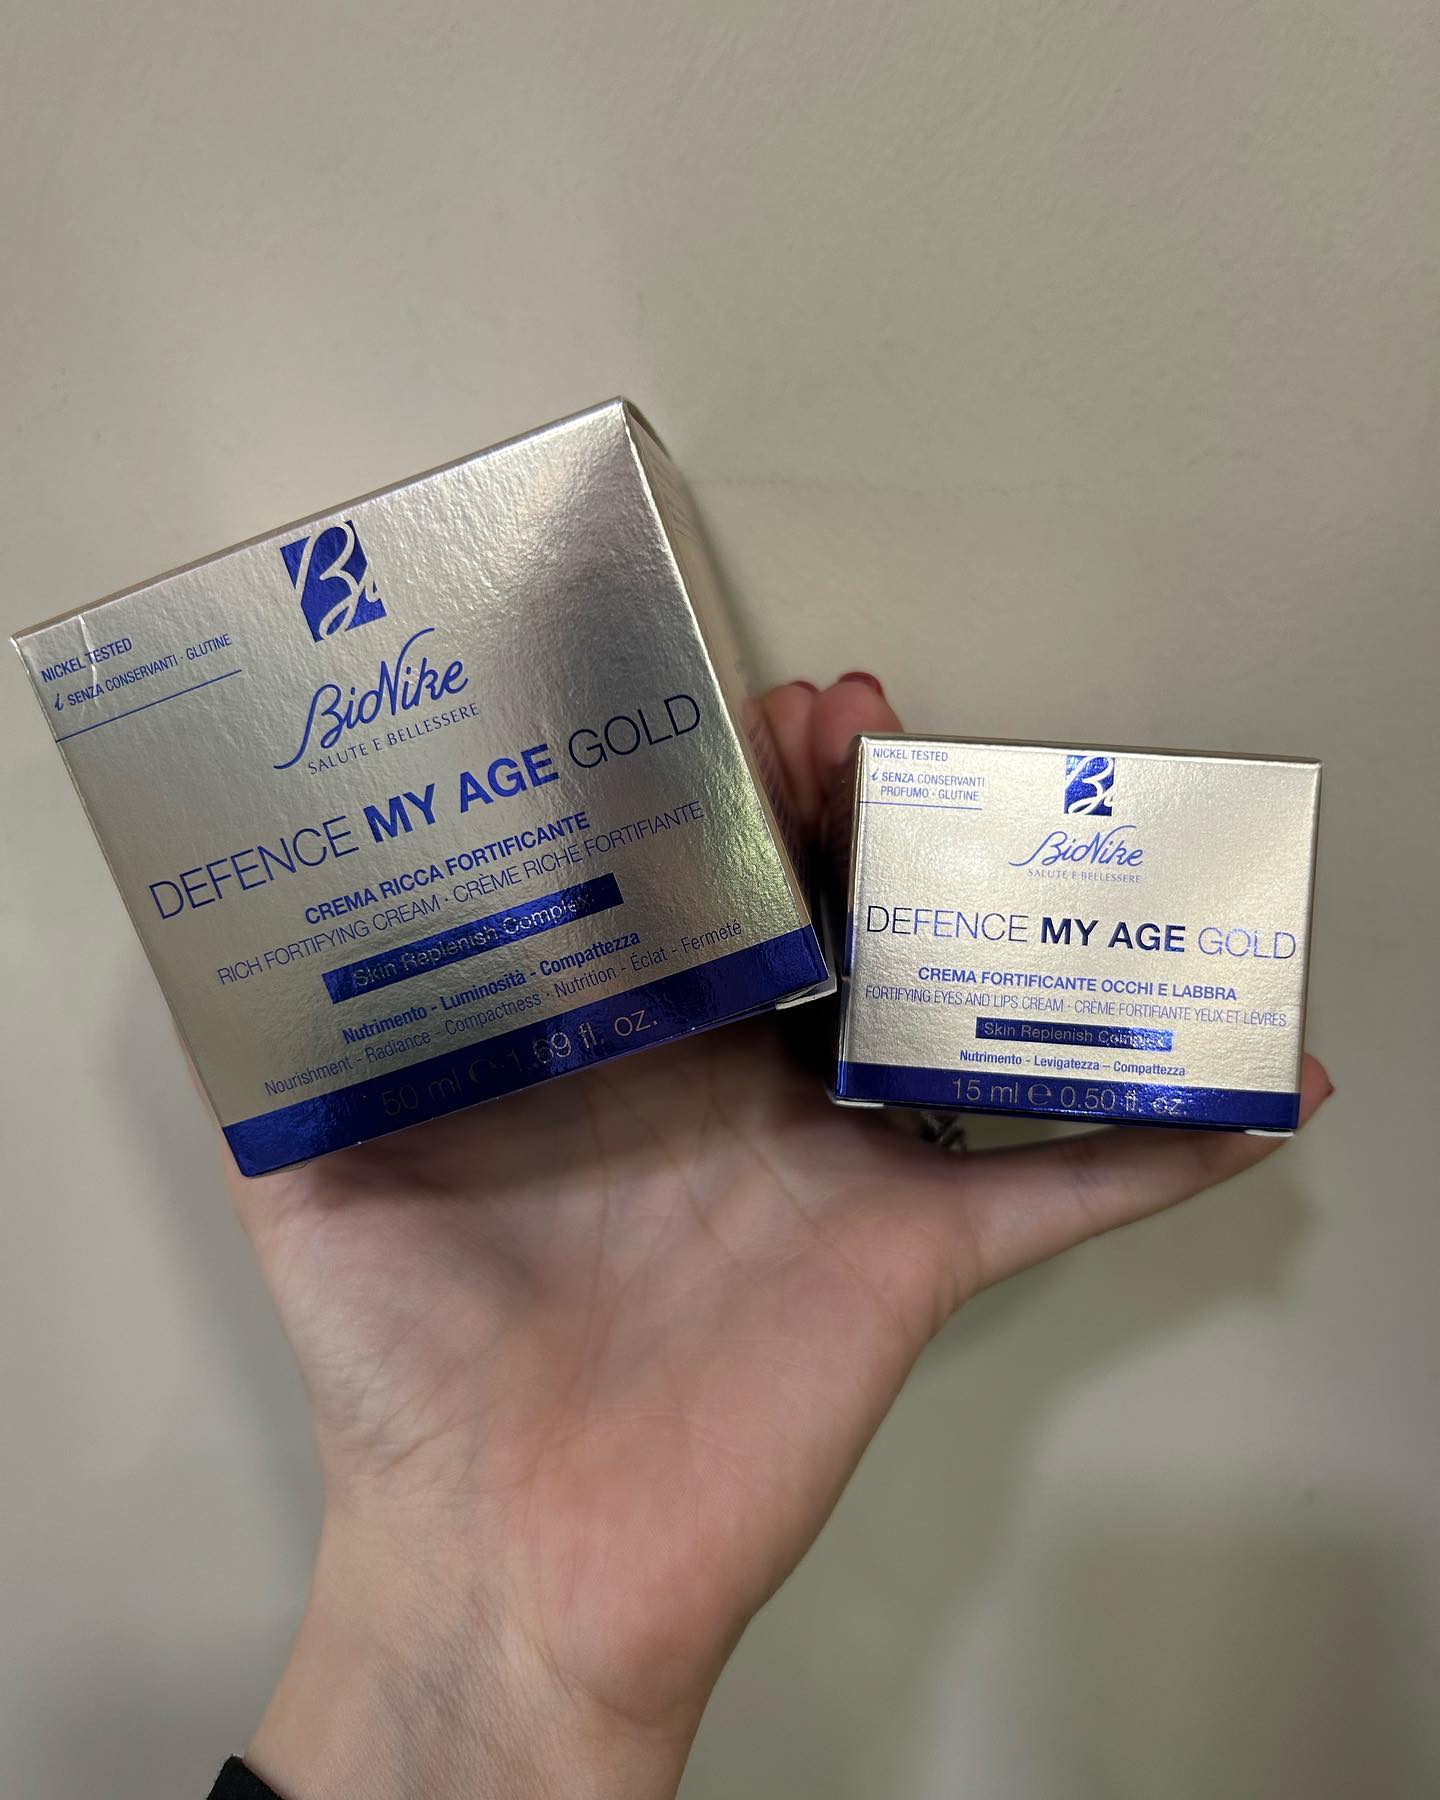 NICKEL TESTED
i SENZA CONSERVANTI · GLUTINE
BioNike
SALUTE E BELLESSERE
DEFENCE MY AGE GOLD
CREMA RICCA FORTIFICANTE
RICH FORTIFYING CREAM · CRÈME RICHE FORTIFIANTE
Skin Replenish Complex
Nutrimento - Luminosità - Compattezza
Nourishment - Radiance - Compactness · Nutrition - Éclat - Fermeté
50 ml ℮ · 1.69 fl. oz.
NICKEL TESTED
i SENZA CONSERVANTI
PROFUMO · GLUTINE
BioNike
SALUTE E BELLESSERE
DEFENCE MY AGE GOLD
CREMA FORTIFICANTE OCCHI E LABBRA
FORTIFYING EYES AND LIPS CREAM · CRÈME FORTIFIANTE YEUX ET LÈVRES
Skin Replenish Complex
Nutrimento - Levigatezza – Compattezza
15 ml ℮ 0.50 fl. oz.